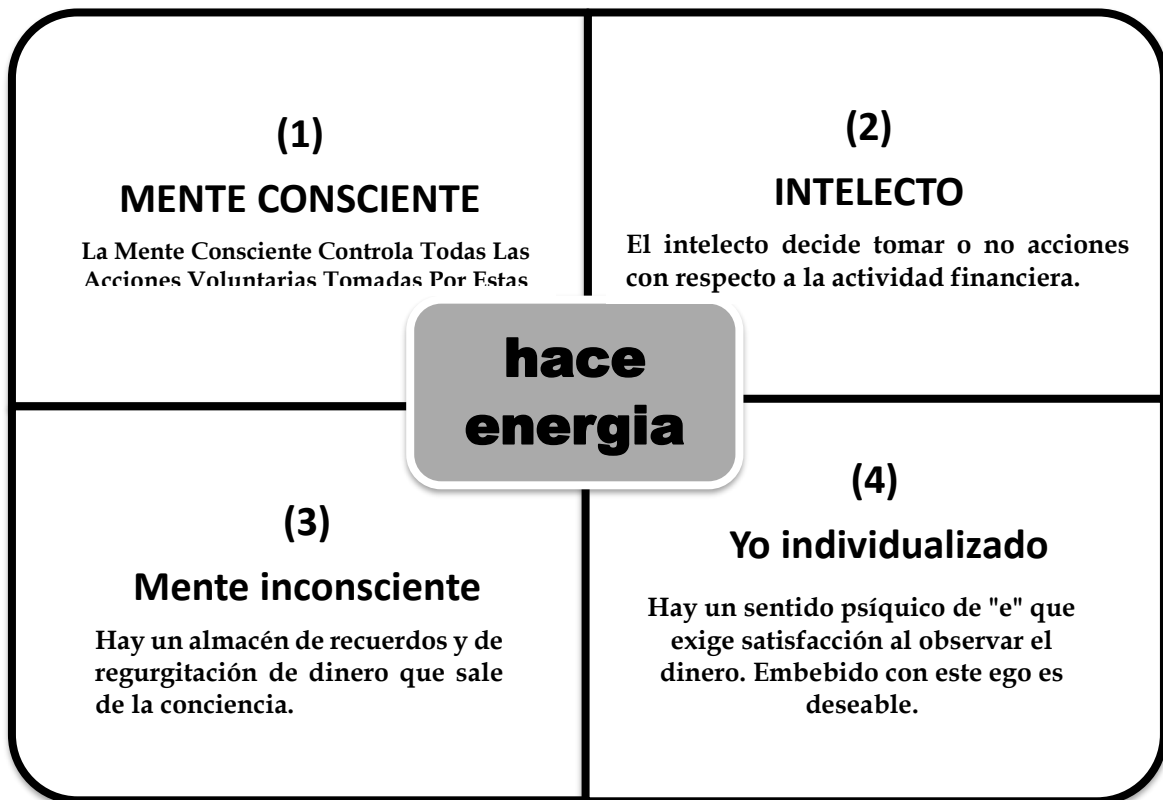 (1)
MENTE CONSCIENTE
La Mente Consciente Controla Todas Las
Acciones Voluntarias Tomadas Por Estas
(2)
INTELECTO
El intelecto decide tomar o no acciones
con respecto a la actividad financiera.
hace
energia
(3)
Mente inconsciente
Hay un almacén de recuerdos y de
regurgitación de dinero que sale
de la conciencia.
(4)
Yo individualizado
Hay un sentido psíquico de "e" que
exige satisfacción al observar el
dinero. Embebido con este ego es
deseable.